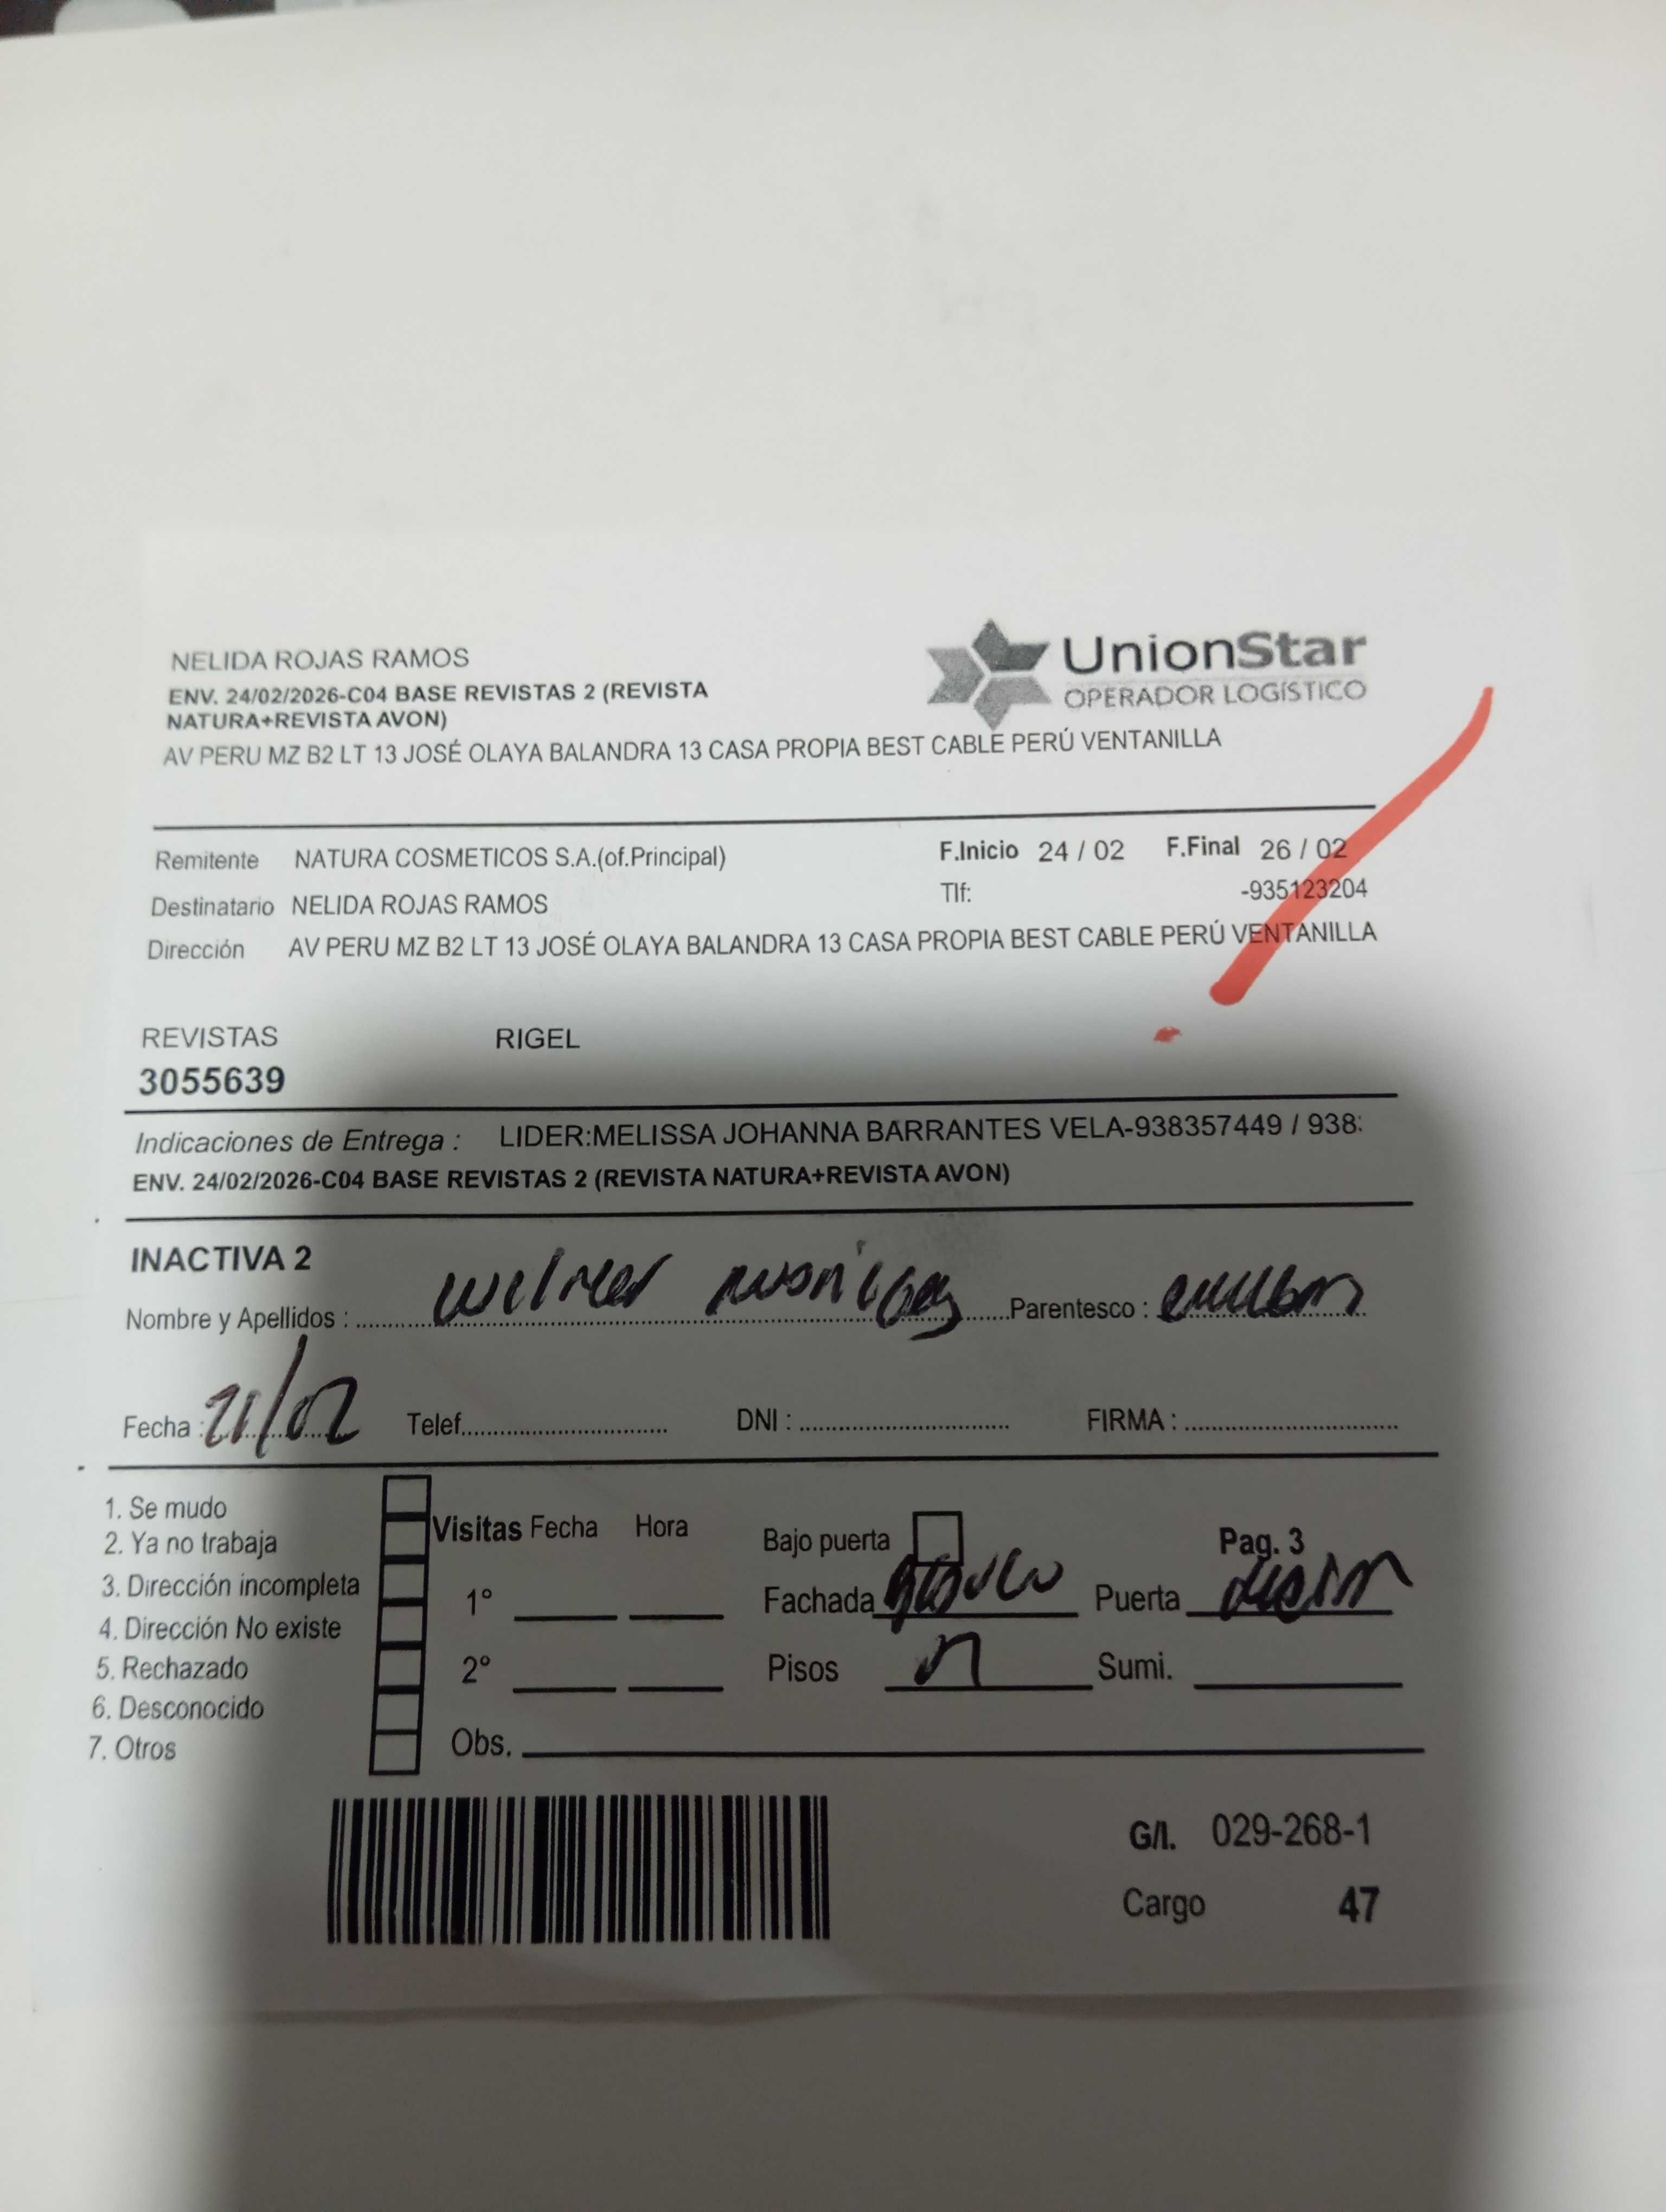 NELIDA ROJAS RAMOS
ENV. 24/02/2026-C04 BASE REVISTAS 2 (REVISTA
NATURA+REVISTA AVON)
AV PERU MZ B2 LT 13 JOSÉ OLAYA BALANDRA 13 CASA PROPIA BEST CABLE PERÚ VENTANILLA
UnionStar
OPERADOR LOGÍSTICO
Remitente NATURA COSMETICOS S.A.(of.Principal) F.Inicio 24 / 02 F.Final 26 / 02
Destinatario NELIDA ROJAS RAMOS Tlf: -935123204
Dirección AV PERU MZ B2 LT 13 JOSÉ OLAYA BALANDRA 13 CASA PROPIA BEST CABLE PERÚ VENTANILLA
REVISTAS RIGEL
3055639
Indicaciones de Entrega : LIDER:MELISSA JOHANNA BARRANTES VELA-938357449 / 938
ENV. 24/02/2026-C04 BASE REVISTAS 2 (REVISTA NATURA+REVISTA AVON)
INACTIVA 2
Nombre y Apellidos : Parentesco :
Fecha : Telef. DNI : FIRMA :
1. Se mudo
2. Ya no trabaja
3. Dirección incompleta
4. Dirección No existe
5. Rechazado
6. Desconocido
7. Otros
Visitas Fecha Hora
1°
2°
Obs.
Bajo puerta Pag. 3
Fachada Puerta
Pisos Sumi.
G/I. 029-268-1
Cargo 47